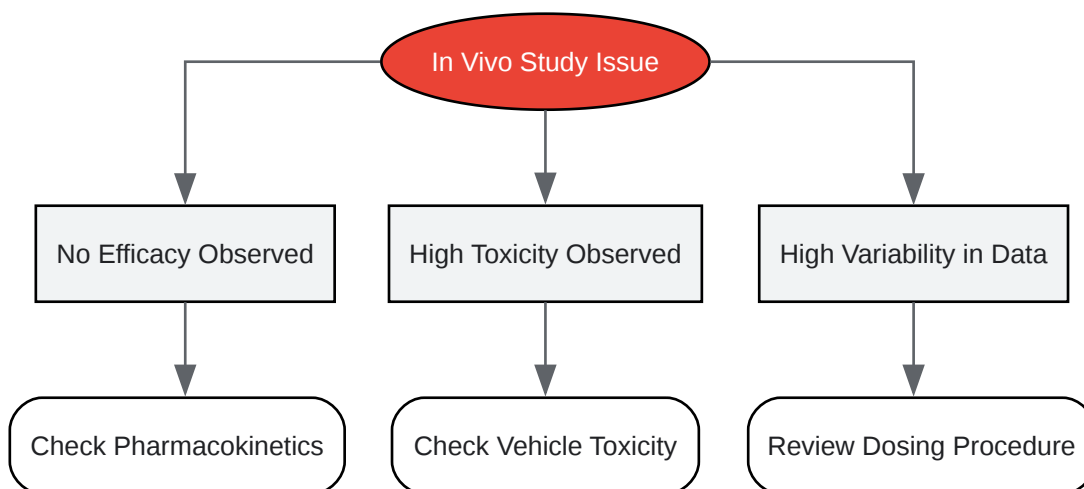 In Vivo Study Issue
No Efficacy Observed
High Toxicity Observed
High Variability in Data
Check Pharmacokinetics
Check Vehicle Toxicity
Review Dosing Procedure